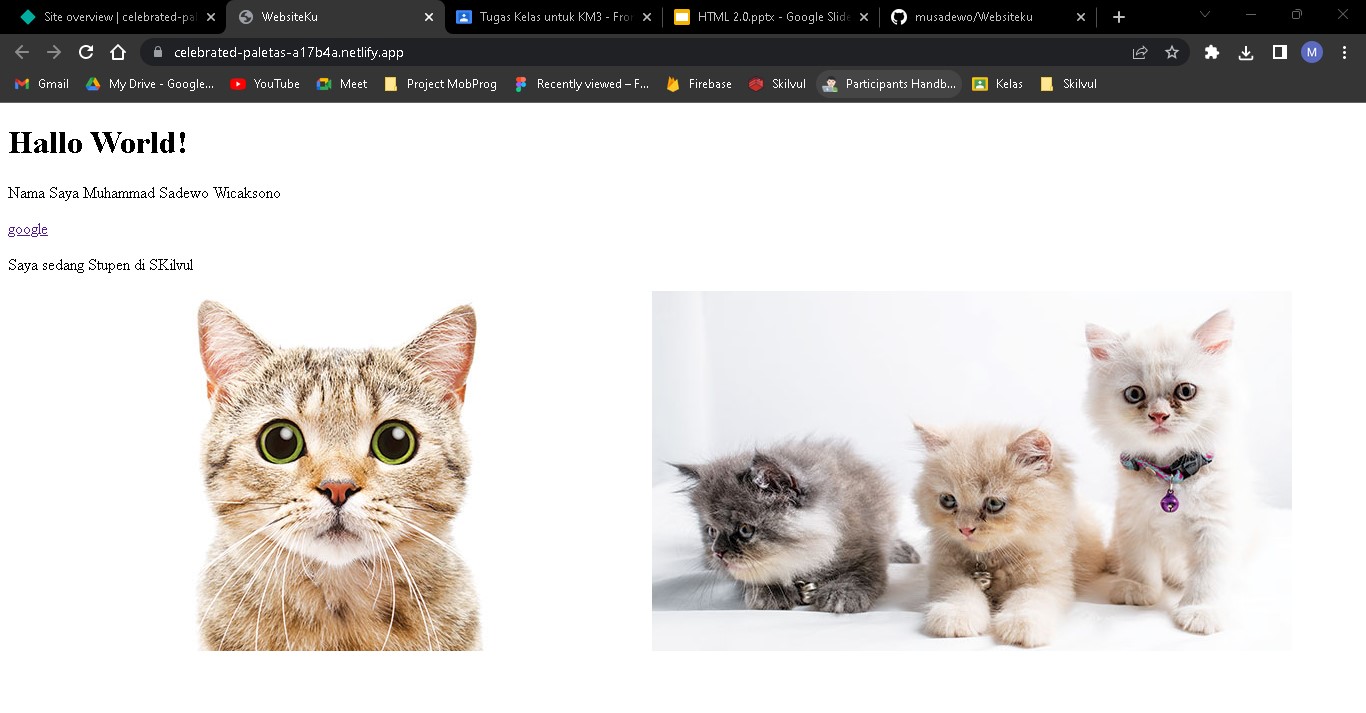 Site overview | celebrated-pal
WebsiteKu
Tugas Kelas untuk KM3 - Fron
HTML 2.0.pptx - Google Slide
musadewo/Websiteku
celebrated-paletas-a17b4a.netlify.app
M
Gmail
My Drive - Google...
YouTube
Meet
Project MobProg
Recently viewed – F...
Firebase
Skilvul
Participants Handb...
Kelas
Skilvul
Hallo World!
Nama Saya Muhammad Sadewo Wicaksono
google
Saya sedang Stupen di SKilvul